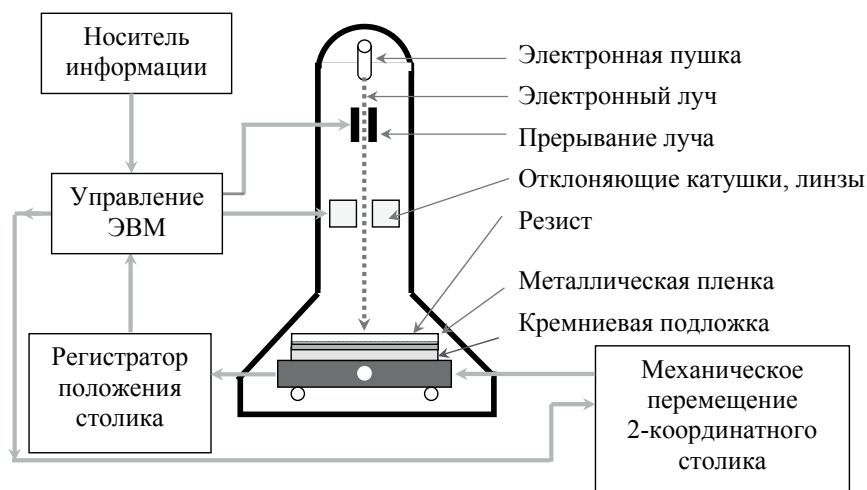 Носитель
информации
Управление
ЭВМ
Регистратор
положения
столика
Электронная пушка
Электронный луч
Прерывание луча
Отклоняющие катушки, линзы
Резист
Металлическая пленка
Кремниевая подложка
Механическое
перемещение
2-координатного
столика